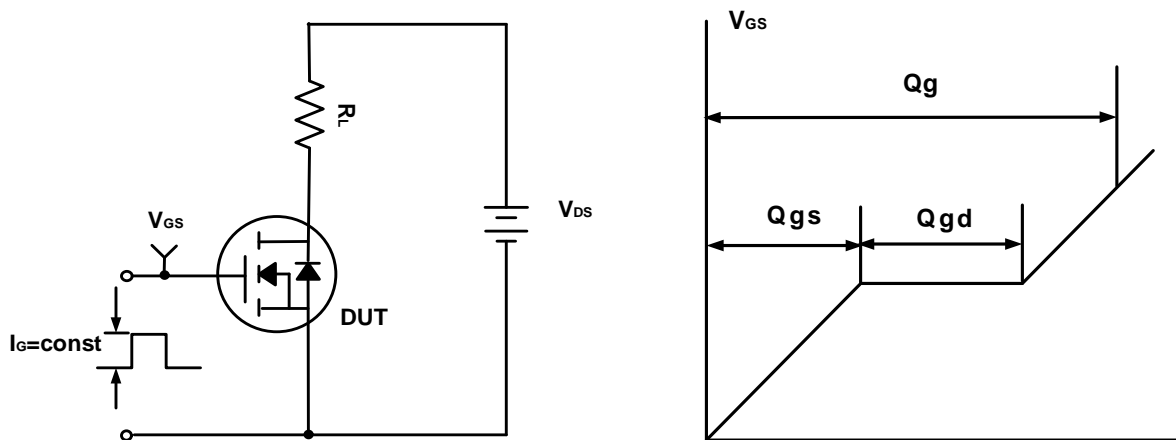 RL
VGS
VDS
DUT
IG=const
VGS
Qg
Qgs
Qgd